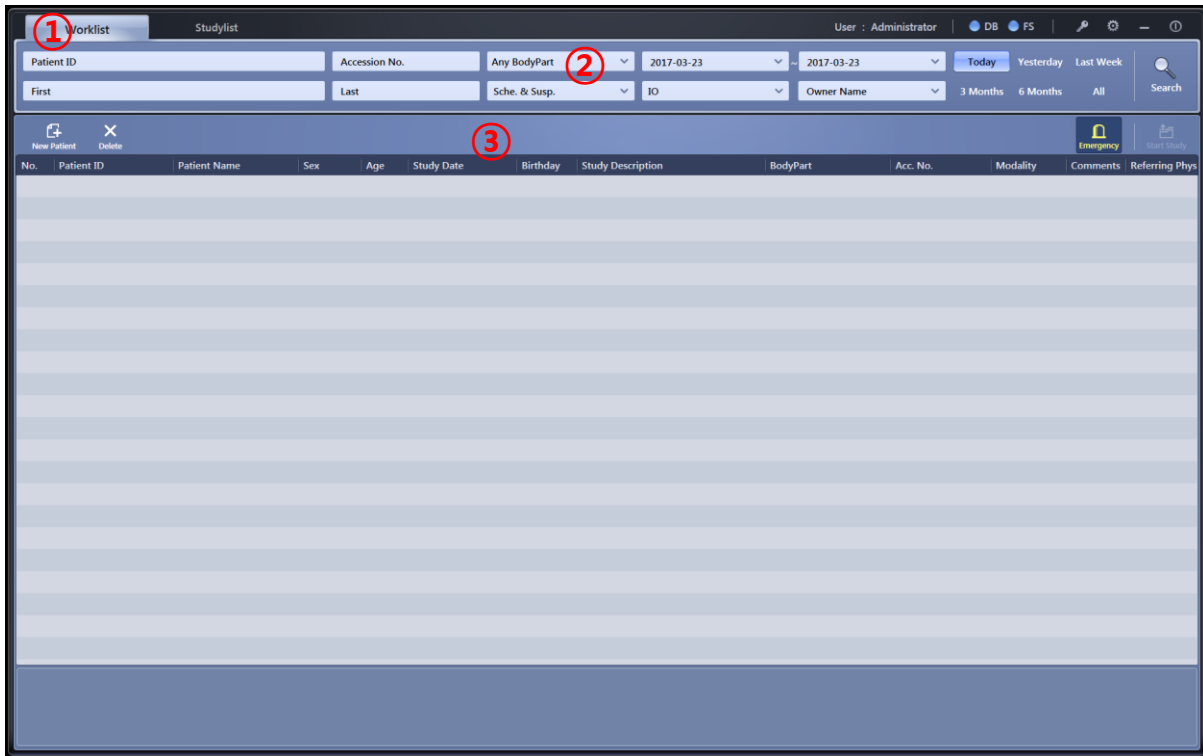 ① Worklist Studylist User : Administrator DB FS
Patient ID Accession No. Any BodyPart ② 2017-03-23 ~ 2017-03-23 Today Yesterday Last Week
First Last Sche. & Susp. IO Owner Name 3 Months 6 Months All Search
New Patient Delete ③ Emergency Start Study
No. Patient ID Patient Name Sex Age Study Date Birthday Study Description BodyPart Acc. No. Modality Comments Referring Phys